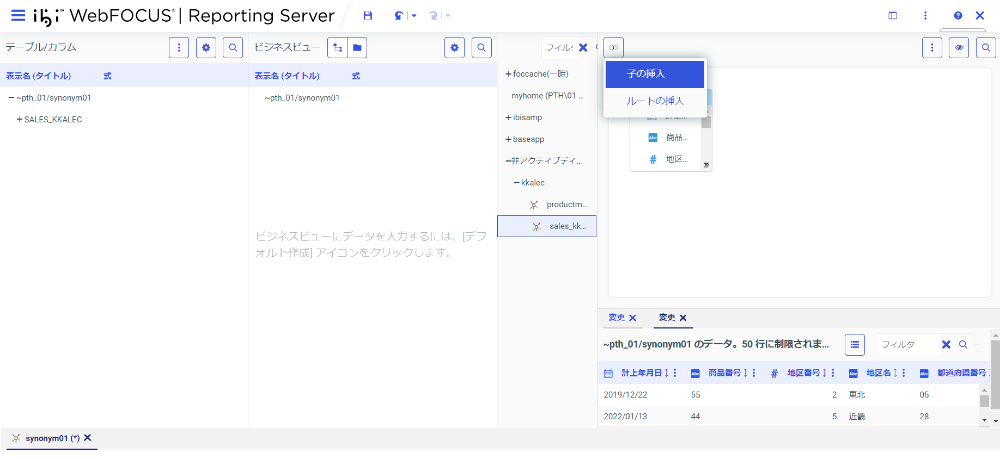 ibi™ WebFOCUS® | Reporting Server
テーブル/カラム
ビジネスビュー
表示名 (タイトル)
式
表示名 (タイトル)
式
~pth_01/synonym01
SALES_KKALEC
~pth_01/synonym01
ビジネスビューにデータを入力するには、[デフ
ォルト作成] アイコンをクリックします。
フィルタ
foccache(一時)
myhome (PTH\01 ...
ibisamp
baseapp
非アクティブディ...
kkalec
productm...
sales_kk...
子の挿入
ルートの挿入
Abc 商品...
# 地区...
変更
変更
~pth_01/synonym01 のデータ。50 行に制限されま...
フィルタ
計上年月日 Abc 商品番号 # 地区番号 Abc 地区名 Abc 都道府県番号
2019/12/22 55 2 東北 05
2022/01/13 44 5 近畿 28
synonym01 (*)